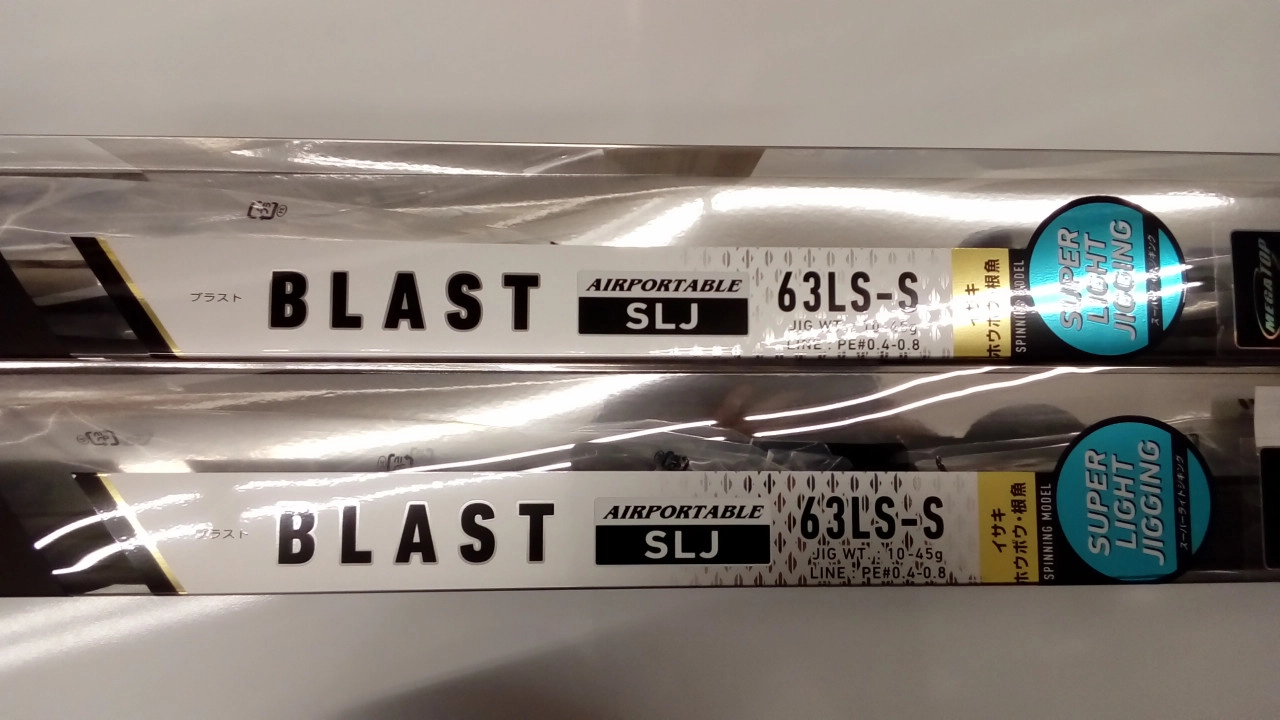 ブラスト BLAST AIRPORTABLE SLJ 63LS-S
JIG WT. : 10-45g
LINE : PE#0.4-0.8
イサキ
ホウボウ・根魚
SPINNING MODEL
SUPER
LIGHT
JIGGING
スーパーライトジギング
MEGATOP
ブラスト BLAST AIRPORTABLE SLJ 63LS-S
JIG WT. : 10-45g
LINE : PE#0.4-0.8
イサキ
ホウボウ・根魚
SPINNING MODEL
SUPER
LIGHT
JIGGING
スーパーライトジギング